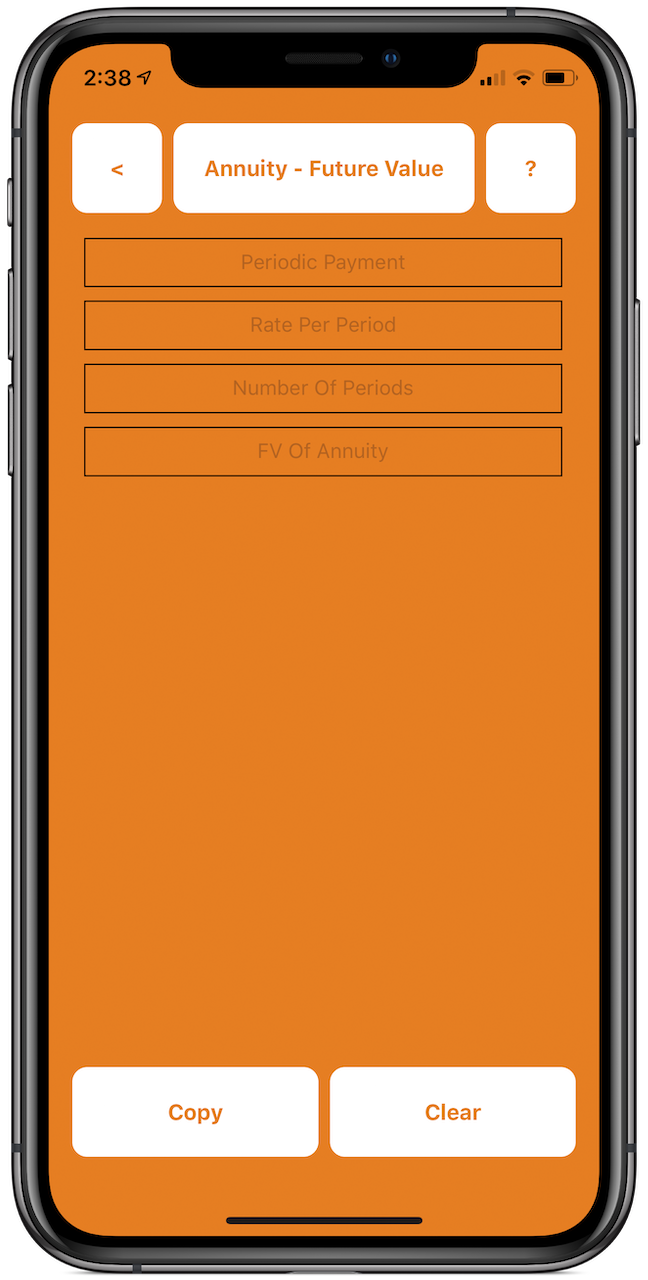 2:38
<
Annuity - Future Value
?
Periodic Payment
Rate Per Period
Number Of Periods
FV Of Annuity
Copy
Clear